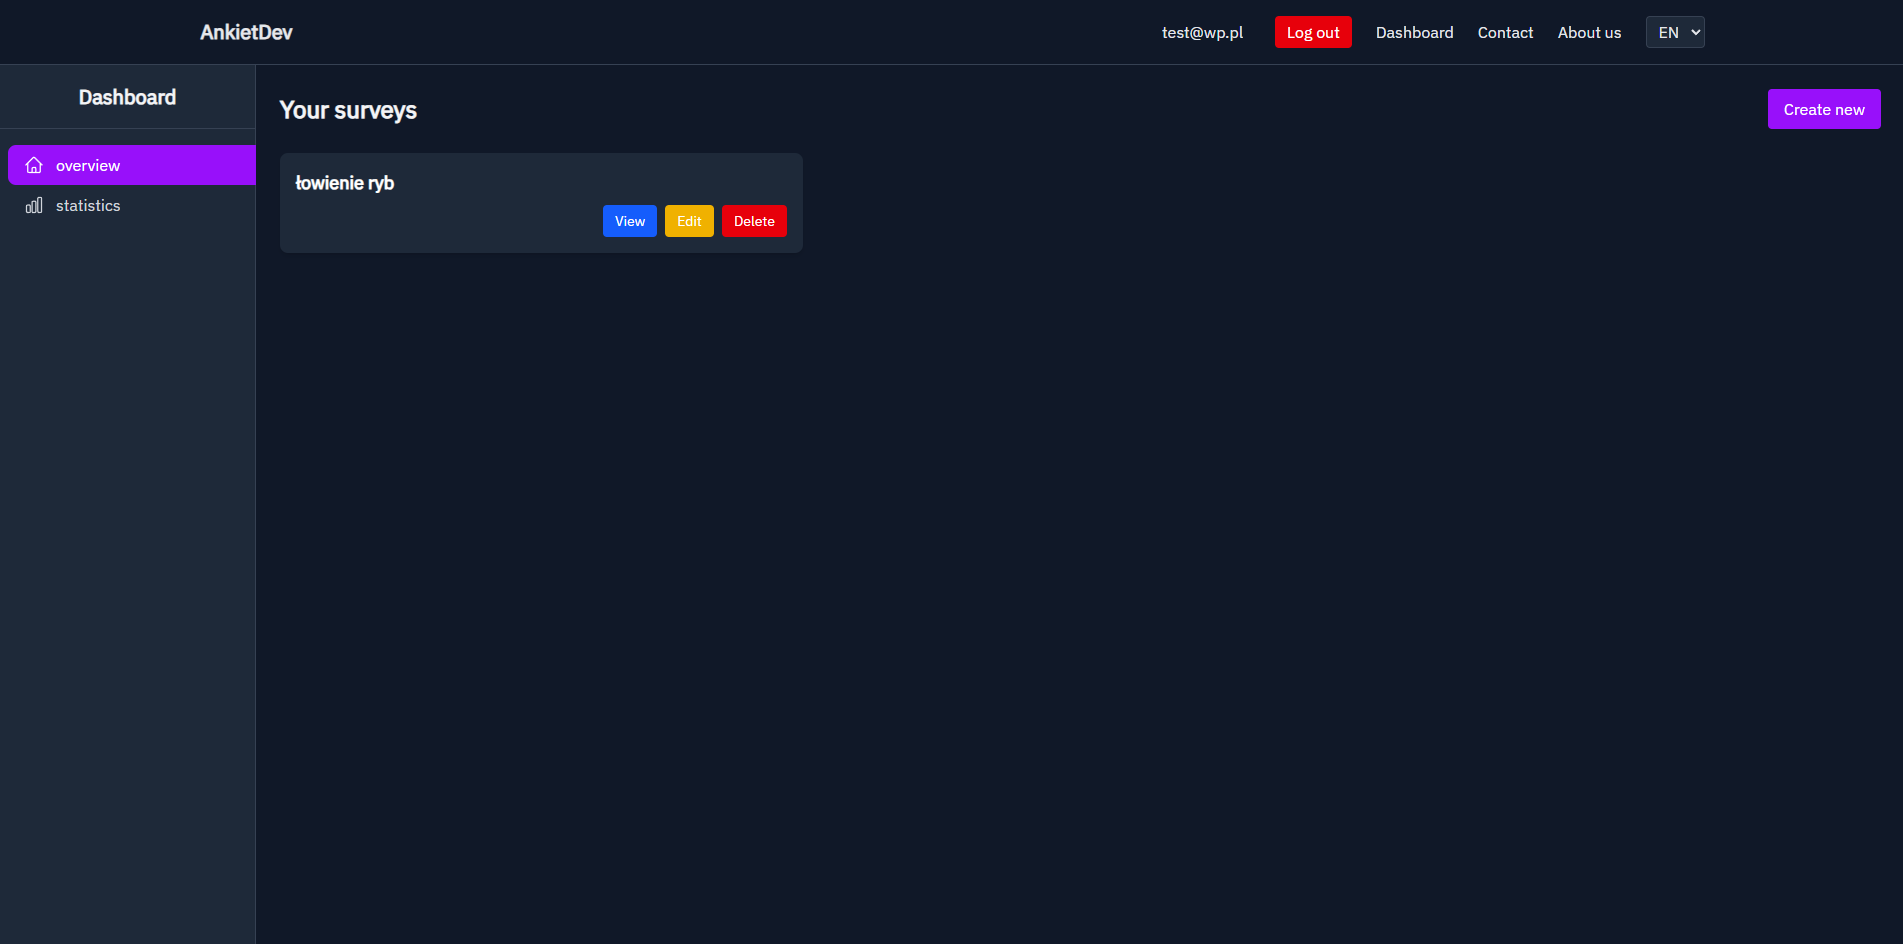 AnkietDev
test@wp.pl
Log out
Dashboard
Contact
About us
EN
Dashboard
overview
statistics
Your surveys
Create new
łowienie ryb
View
Edit
Delete